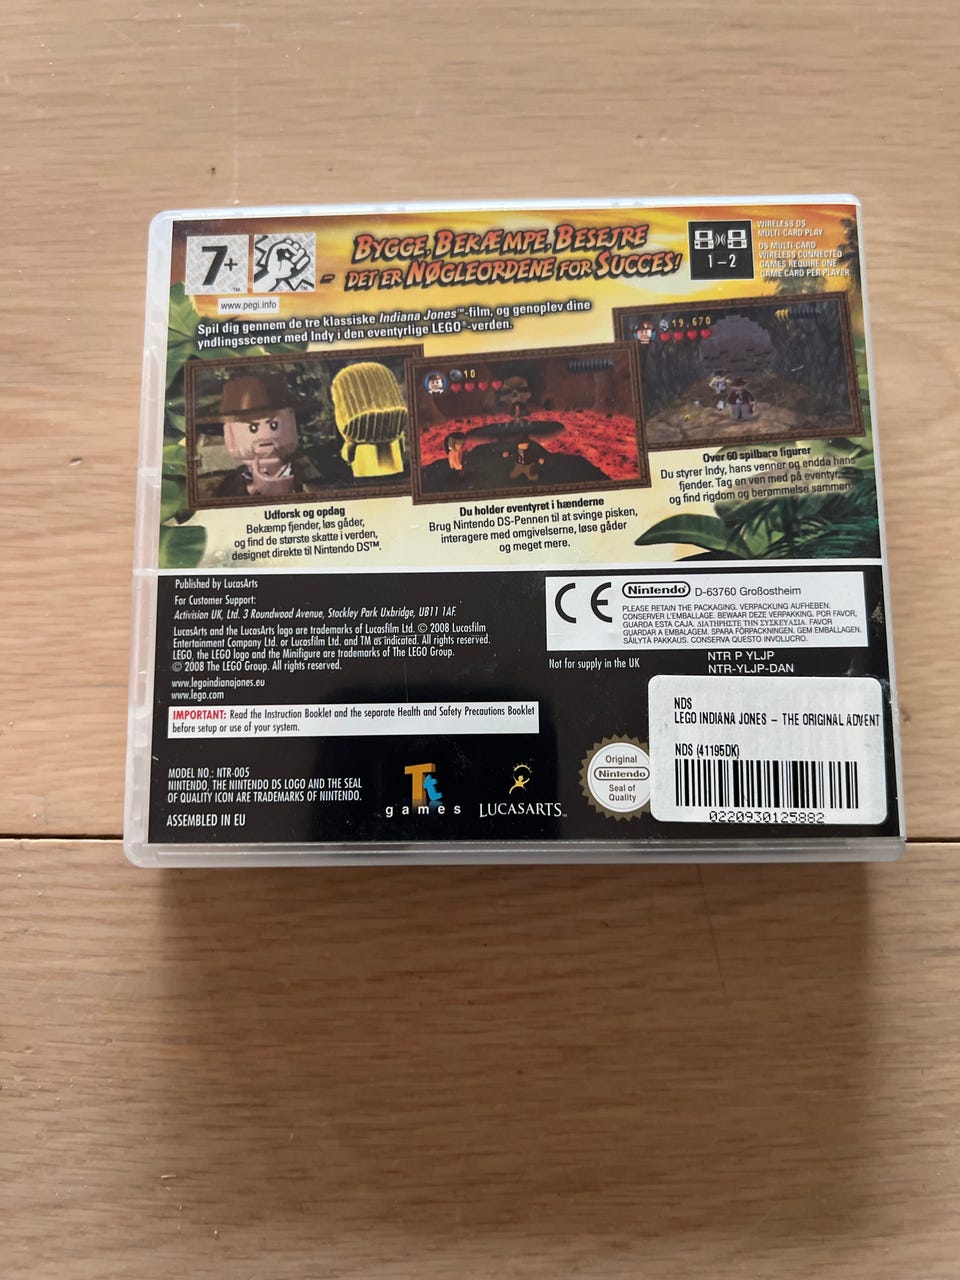 7+
™
™
www.pegi.info
BYGGE, BEKÆMPE, BESEJRE
- DET ER NØGLEORDENE FOR SUCCES!
1-2
WIRELESS DS
MULTI CARD PLAY
DS MULTI-CARD
WIRELESS CONNECTED
GAMES REQUIRE ONE
GAME CARD PER PLAYER
Spil dig gennem de tre klassiske Indiana Jones™-film, og genoplev dine
yndlingsscener med Indy i den eventyrlige LEGO®-verden.
10
19,670
Udforsk og opdag
Bekæmp fjender, løs gåder,
og find de største skatte i verden,
designet direkte til Nintendo DS™.
Du holder eventyret i hænderne
Brug Nintendo DS-Pennen til at svinge pisken,
interagere med omgivelserne, løse gåder
og meget mere.
Over 60 spilbare figurer
Du styrer Indy, hans venner og endda hans
fjender. Tag en ven med på eventyr
og find rigdom og berømmelse sammen.
Published by LucasArts
For Customer Support:
Activision UK, Ltd. 3 Roundwood Avenue, Stockley Park Uxbridge, UB11 1AF.
LucasArts and the LucasArts logo are trademarks of Lucasfilm Ltd. © 2008 Lucasfilm
Entertainment Company Ltd. or Lucasfilm Ltd. and TM as indicated. All rights reserved.
LEGO, the LEGO logo and the Minifigure are trademarks of The LEGO Group.
© 2008 The LEGO Group. All rights reserved.
www.legoindianajones.eu
www.lego.com
IMPORTANT: Read the Instruction Booklet and the separate Health and Safety Precautions Booklet
before setup or use of your system.
MODEL NO.: NTR-005
NINTENDO, THE NINTENDO DS LOGO AND THE SEAL
OF QUALITY ICON ARE TRADEMARKS OF NINTENDO.
ASSEMBLED IN EU
Tt
games
LUCASARTS™
CE
Nintendo® D-63760 Großostheim
PLEASE RETAIN THE PACKAGING. VERPACKUNG AUFHEBEN.
CONSERVER L'EMBALLAGE. BEWAAR DEZE VERPAKKING. POR FAVOR,
GUARDA ESTA CAJA. ΔΙΑΤΗΡΗΣΤΕ ΤΗΝ ΣΥΣΚΕΥΑΣΙΑ. FAVOR
GUARDAR A EMBALAGEM. SPARA FÖRPACKNINGEN. GEM EMBALLAGEN.
SÄILYTÄ PAKKAUS. CONSERVA QUESTO INVOLUCRO.
Not for supply in the UK
NTR P YLJP
NTR-YLJP-DAN
Original
Nintendo
Seal of
Quality
NDS
LEGO INDIANA JONES - THE ORIGINAL ADVENT
NDS (41195DK)
0220930125882